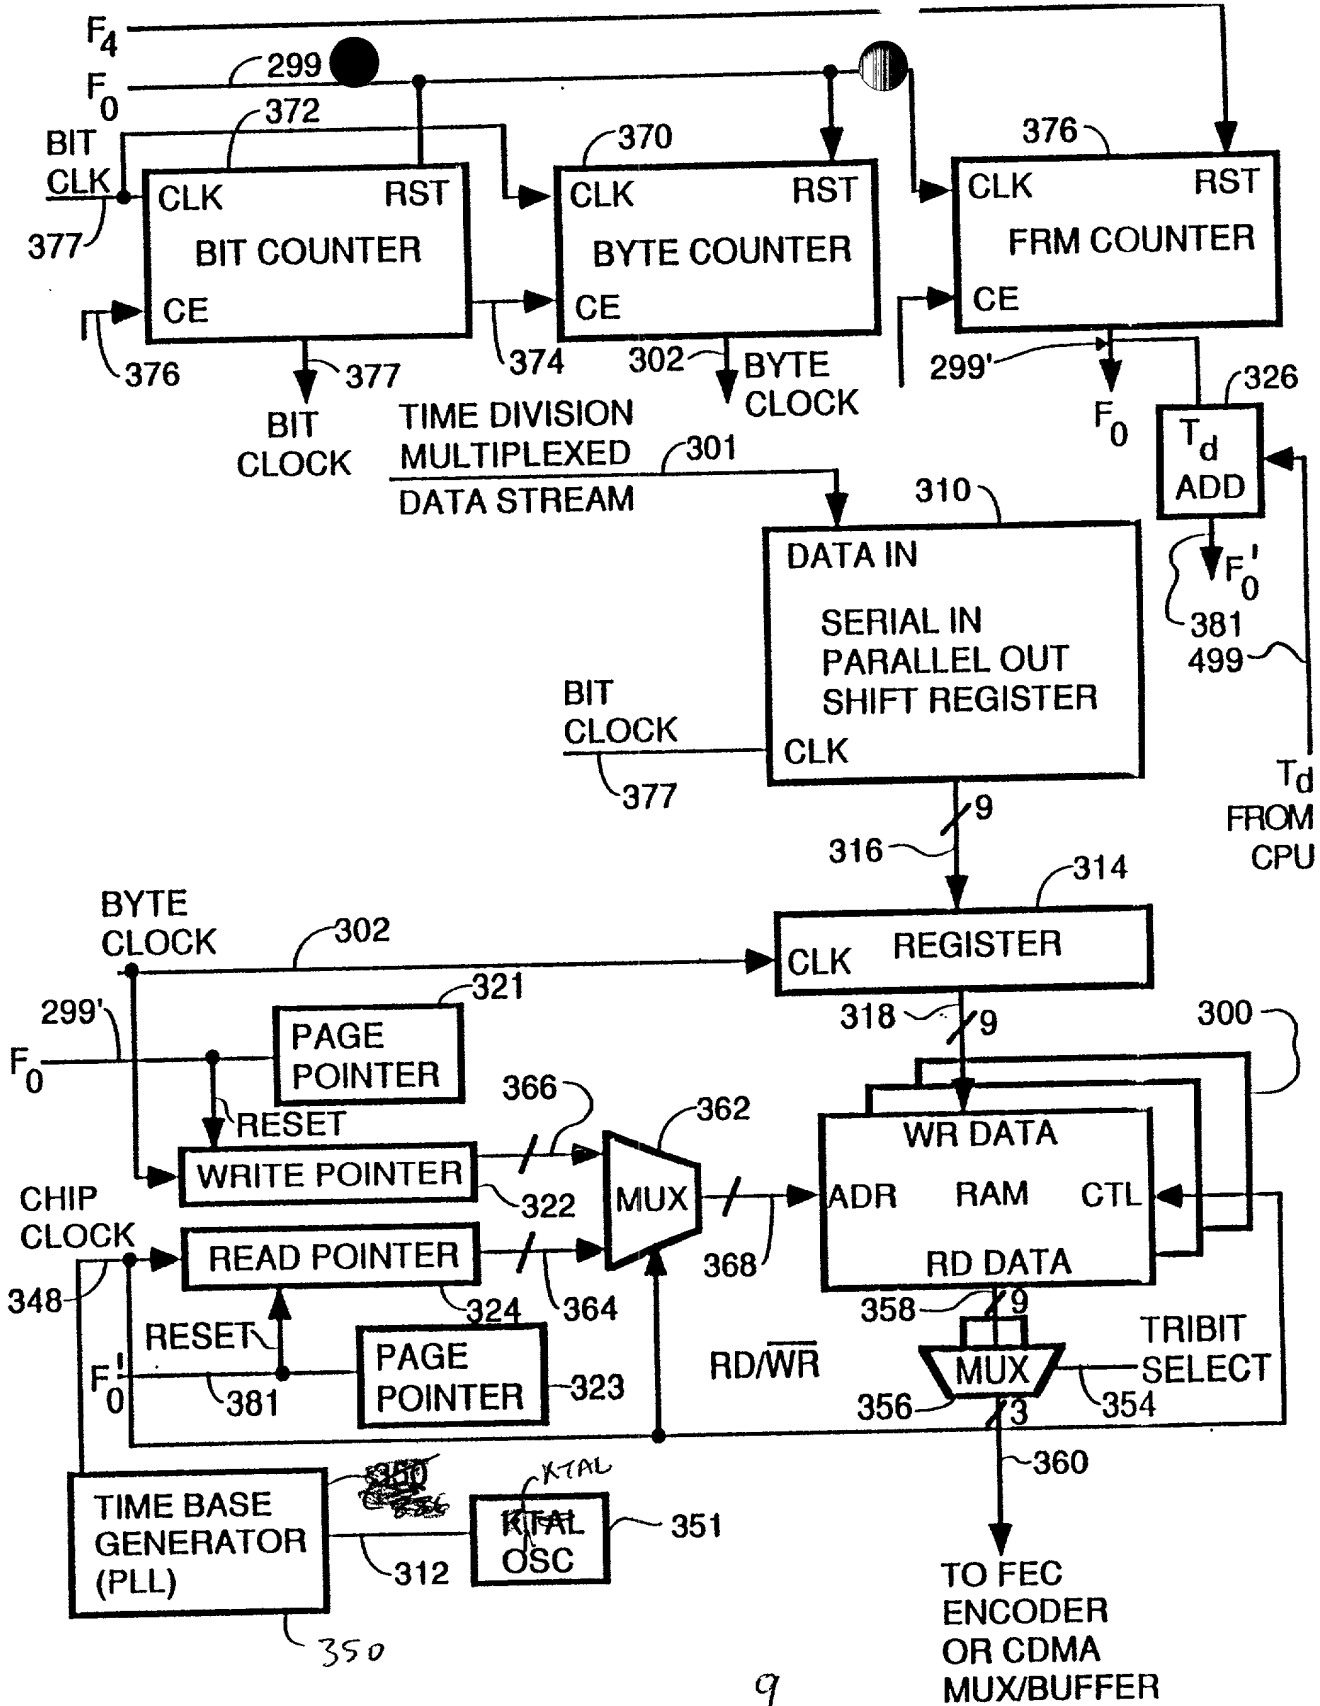 F4
F0
299
372
BIT
CLK
377
CLK
RST
BIT COUNTER
CE
376
377
BIT
CLOCK
374
370
CLK
RST
BYTE COUNTER
CE
302
BYTE
CLOCK
376
CLK
RST
FRM COUNTER
CE
299'
F0
326
Td
ADD
F0'
381
499
Td
FROM
CPU
TIME DIVISION
MULTIPLEXED
DATA STREAM
301
310
DATA IN
SERIAL IN
PARALLEL OUT
SHIFT REGISTER
CLK
BIT
CLOCK
377
9
316
314
BYTE
CLOCK
302
CLK
REGISTER
318
9
300
299'
F0
321
PAGE
POINTER
RESET
366
362
WRITE POINTER
322
MUX
CHIP
CLOCK
348
READ POINTER
324
364
368
WR DATA
ADR
RAM
CTL
RD DATA
358
9
RESET
F0'
381
PAGE
POINTER
323
RD/W̅R̅
MUX
356
3
354
TRIBIT
SELECT
360
TIME BASE
GENERATOR
(PLL)
350
350
312
XTAL
KTAL
OSC
351
TO FEC
ENCODER
OR CDMA
MUX/BUFFER
9